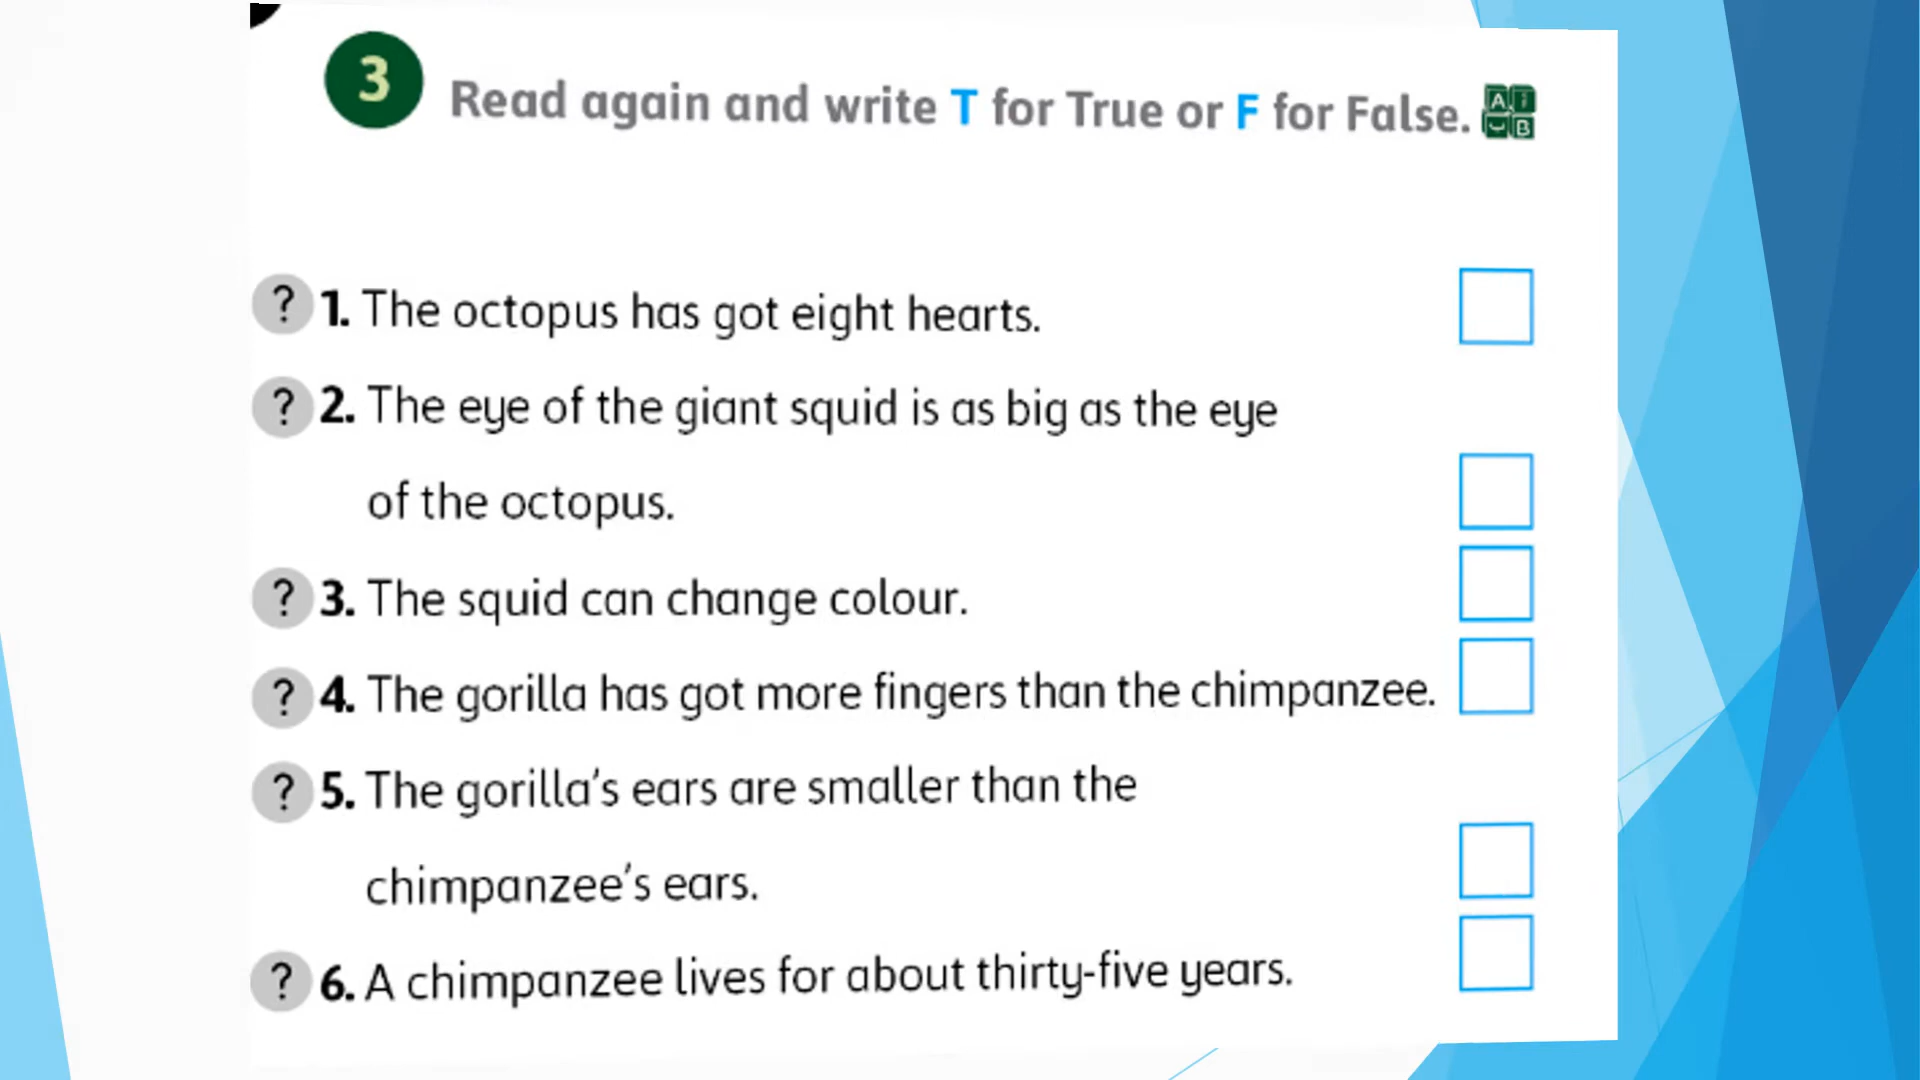 3
Read again and write T for True or F for False.
? 1. The octopus has got eight hearts.
? 2. The eye of the giant squid is as big as the eye
of the octopus.
? 3. The squid can change colour.
? 4. The gorilla has got more fingers than the chimpanzee.
? 5. The gorilla's ears are smaller than the
chimpanzee's ears.
? 6. A chimpanzee lives for about thirty-five years.